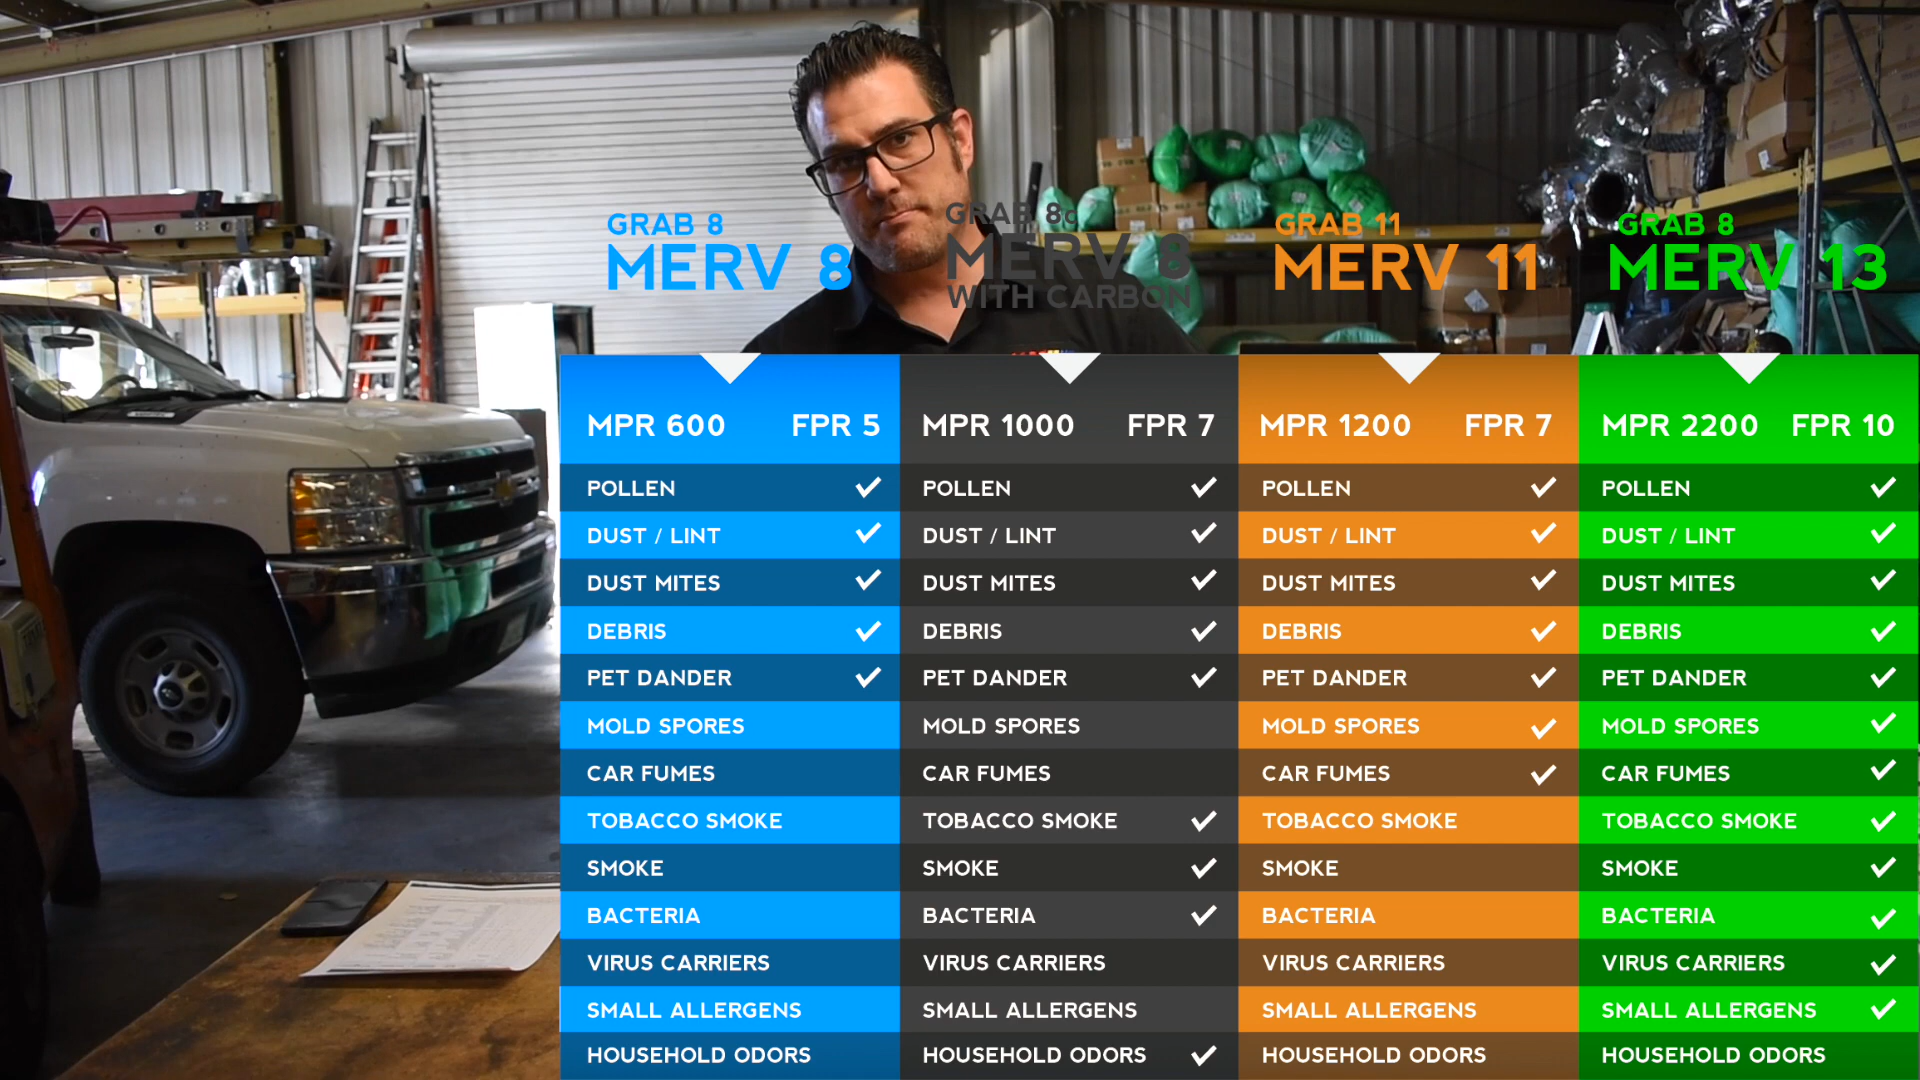 GRAB 8
MERV 8
GRAB 8c
MERV 8
WITH CARBON
GRAB 11
MERV 11
GRAB 8
MERV 13
MPR 600 FPR 5
POLLEN
DUST / LINT
DUST MITES
DEBRIS
PET DANDER
MOLD SPORES
CAR FUMES
TOBACCO SMOKE
SMOKE
BACTERIA
VIRUS CARRIERS
SMALL ALLERGENS
HOUSEHOLD ODORS
MPR 1000 FPR 7
POLLEN
DUST / LINT
DUST MITES
DEBRIS
PET DANDER
MOLD SPORES
CAR FUMES
TOBACCO SMOKE
SMOKE
BACTERIA
VIRUS CARRIERS
SMALL ALLERGENS
HOUSEHOLD ODORS
MPR 1200 FPR 7
POLLEN
DUST / LINT
DUST MITES
DEBRIS
PET DANDER
MOLD SPORES
CAR FUMES
TOBACCO SMOKE
SMOKE
BACTERIA
VIRUS CARRIERS
SMALL ALLERGENS
HOUSEHOLD ODORS
MPR 2200 FPR 10
POLLEN
DUST / LINT
DUST MITES
DEBRIS
PET DANDER
MOLD SPORES
CAR FUMES
TOBACCO SMOKE
SMOKE
BACTERIA
VIRUS CARRIERS
SMALL ALLERGENS
HOUSEHOLD ODORS